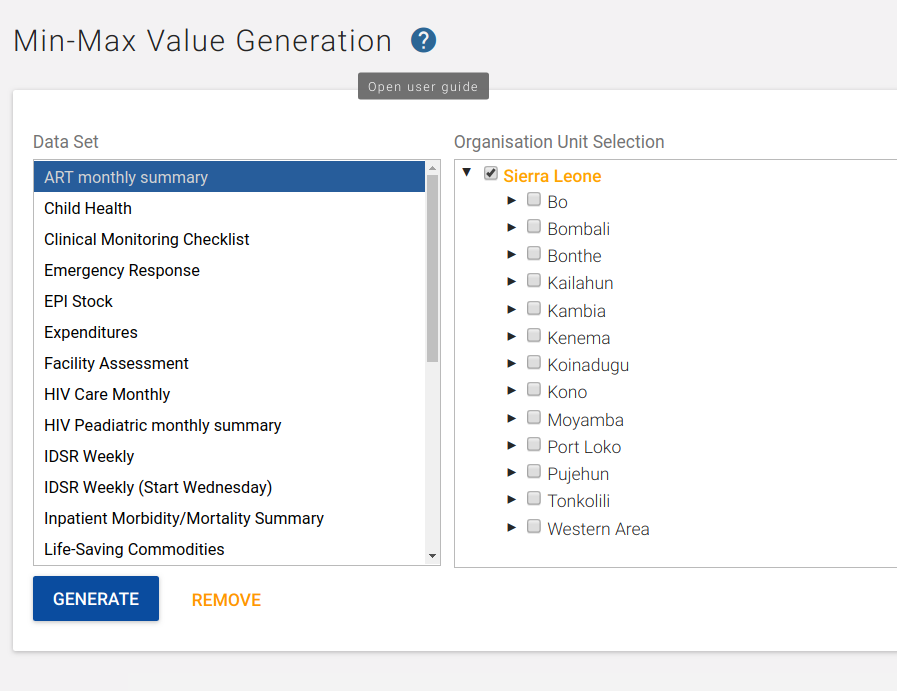 Min-Max Value Generation ?
Open user guide
Data Set
ART monthly summary
Child Health
Clinical Monitoring Checklist
Emergency Response
EPI Stock
Expenditures
Facility Assessment
HIV Care Monthly
HIV Peadiatric monthly summary
IDSR Weekly
IDSR Weekly (Start Wednesday)
Inpatient Morbidity/Mortality Summary
Life-Saving Commodities
GENERATE
REMOVE
Organisation Unit Selection
Sierra Leone
Bo
Bombali
Bonthe
Kailahun
Kambia
Kenema
Koinadugu
Kono
Moyamba
Port Loko
Pujehun
Tonkolili
Western Area